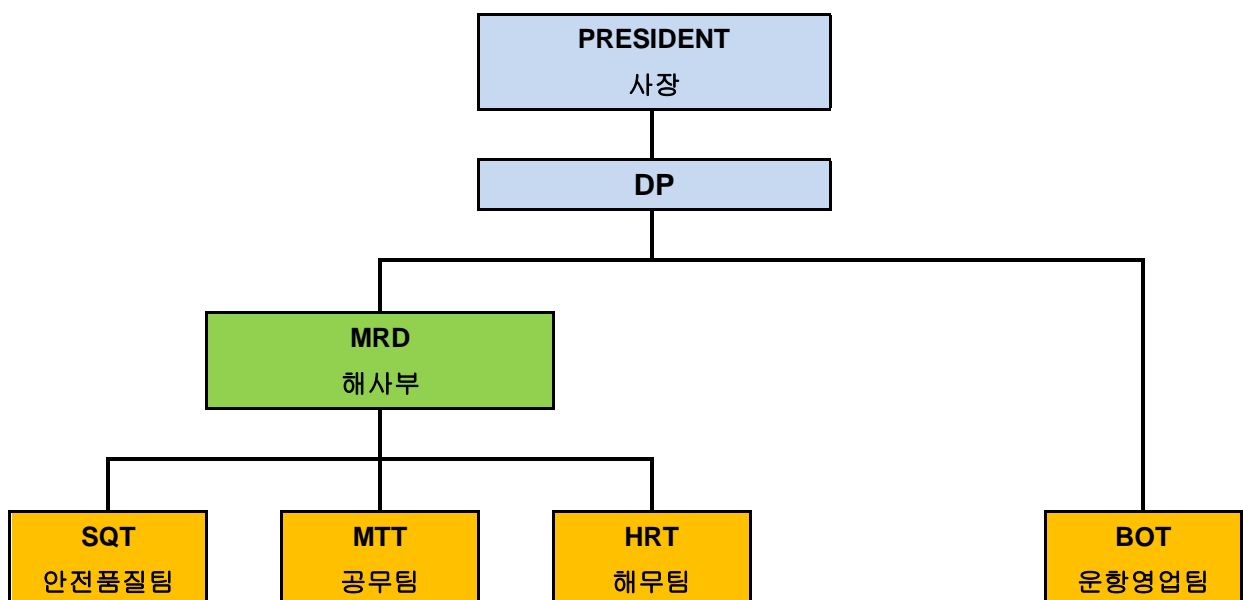 PRESIDENT
사장
DP
MRD
해사부
SQT
안전품질팀
MTT
공무팀
HRT
해무팀
BOT
운항영업팀